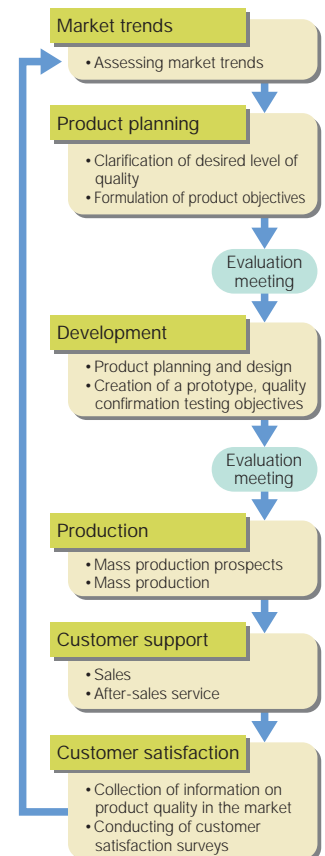 Market trends
• Assessing market trends
Product planning
• Clarification of desired level of
quality
• Formulation of product objectives
Evaluation
meeting
Development
• Product planning and design
• Creation of a prototype, quality
confirmation testing objectives
Evaluation
meeting
Production
• Mass production prospects
• Mass production
Customer support
• Sales
• After-sales service
Customer satisfaction
• Collection of information on
product quality in the market
• Conducting of customer
satisfaction surveys